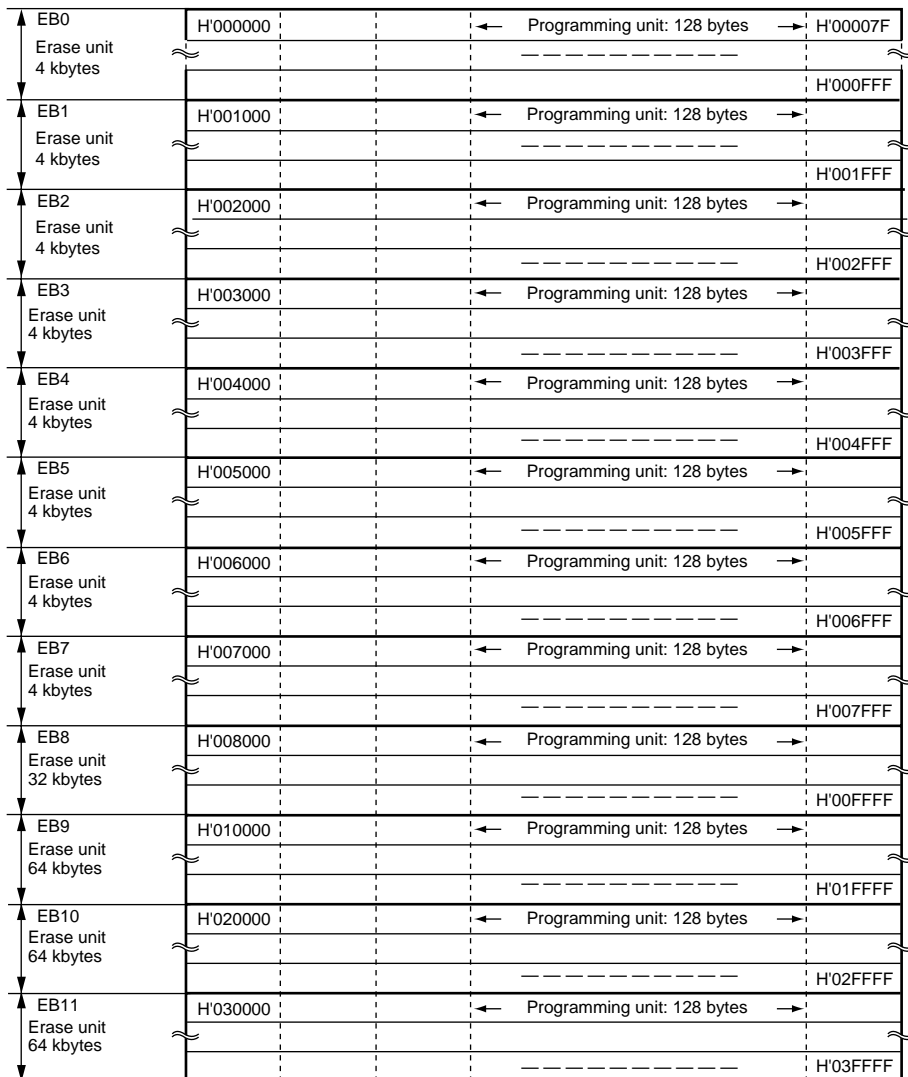 EB0
Erase unit
4 kbytes
H'000000 ← Programming unit: 128 bytes → H'00007F
H'000FFF
EB1
Erase unit
4 kbytes
H'001000 ← Programming unit: 128 bytes →
H'001FFF
EB2
Erase unit
4 kbytes
H'002000 ← Programming unit: 128 bytes →
H'002FFF
EB3
Erase unit
4 kbytes
H'003000 ← Programming unit: 128 bytes →
H'003FFF
EB4
Erase unit
4 kbytes
H'004000 ← Programming unit: 128 bytes →
H'004FFF
EB5
Erase unit
4 kbytes
H'005000 ← Programming unit: 128 bytes →
H'005FFF
EB6
Erase unit
4 kbytes
H'006000 ← Programming unit: 128 bytes →
H'006FFF
EB7
Erase unit
4 kbytes
H'007000 ← Programming unit: 128 bytes →
H'007FFF
EB8
Erase unit
32 kbytes
H'008000 ← Programming unit: 128 bytes →
H'00FFFF
EB9
Erase unit
64 kbytes
H'010000 ← Programming unit: 128 bytes →
H'01FFFF
EB10
Erase unit
64 kbytes
H'020000 ← Programming unit: 128 bytes →
H'02FFFF
EB11
Erase unit
64 kbytes
H'030000 ← Programming unit: 128 bytes →
H'03FFFF